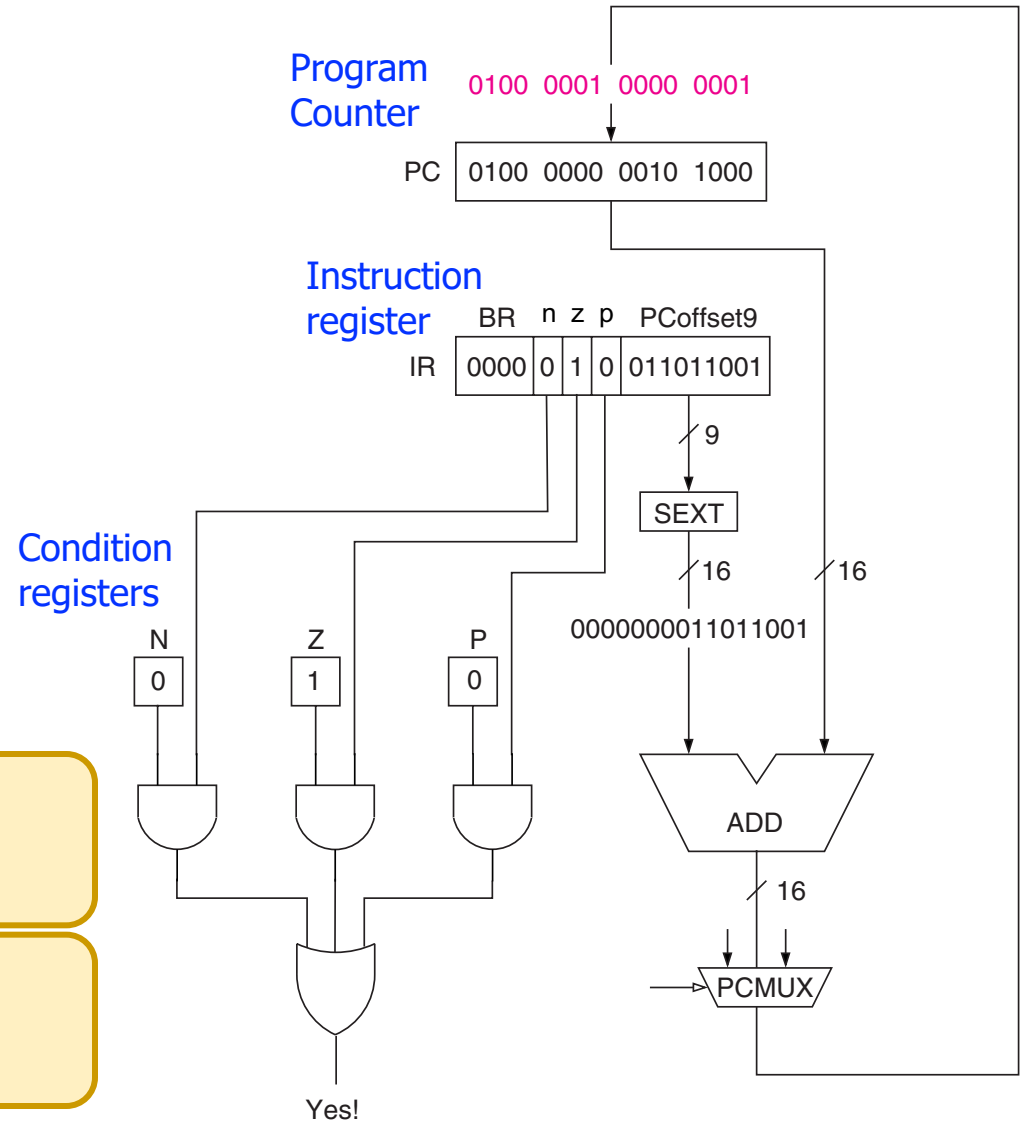 Program
Counter
0100 0001 0000 0001
PC
0100 0000 0010 1000
Instruction
register
BR n z p PCoffset9
IR
0000 0 1 0 011011001
9
SEXT
16
16
0000000011011001
Condition
registers
N Z P
0 1 0
ADD
16
PCMUX
Yes!